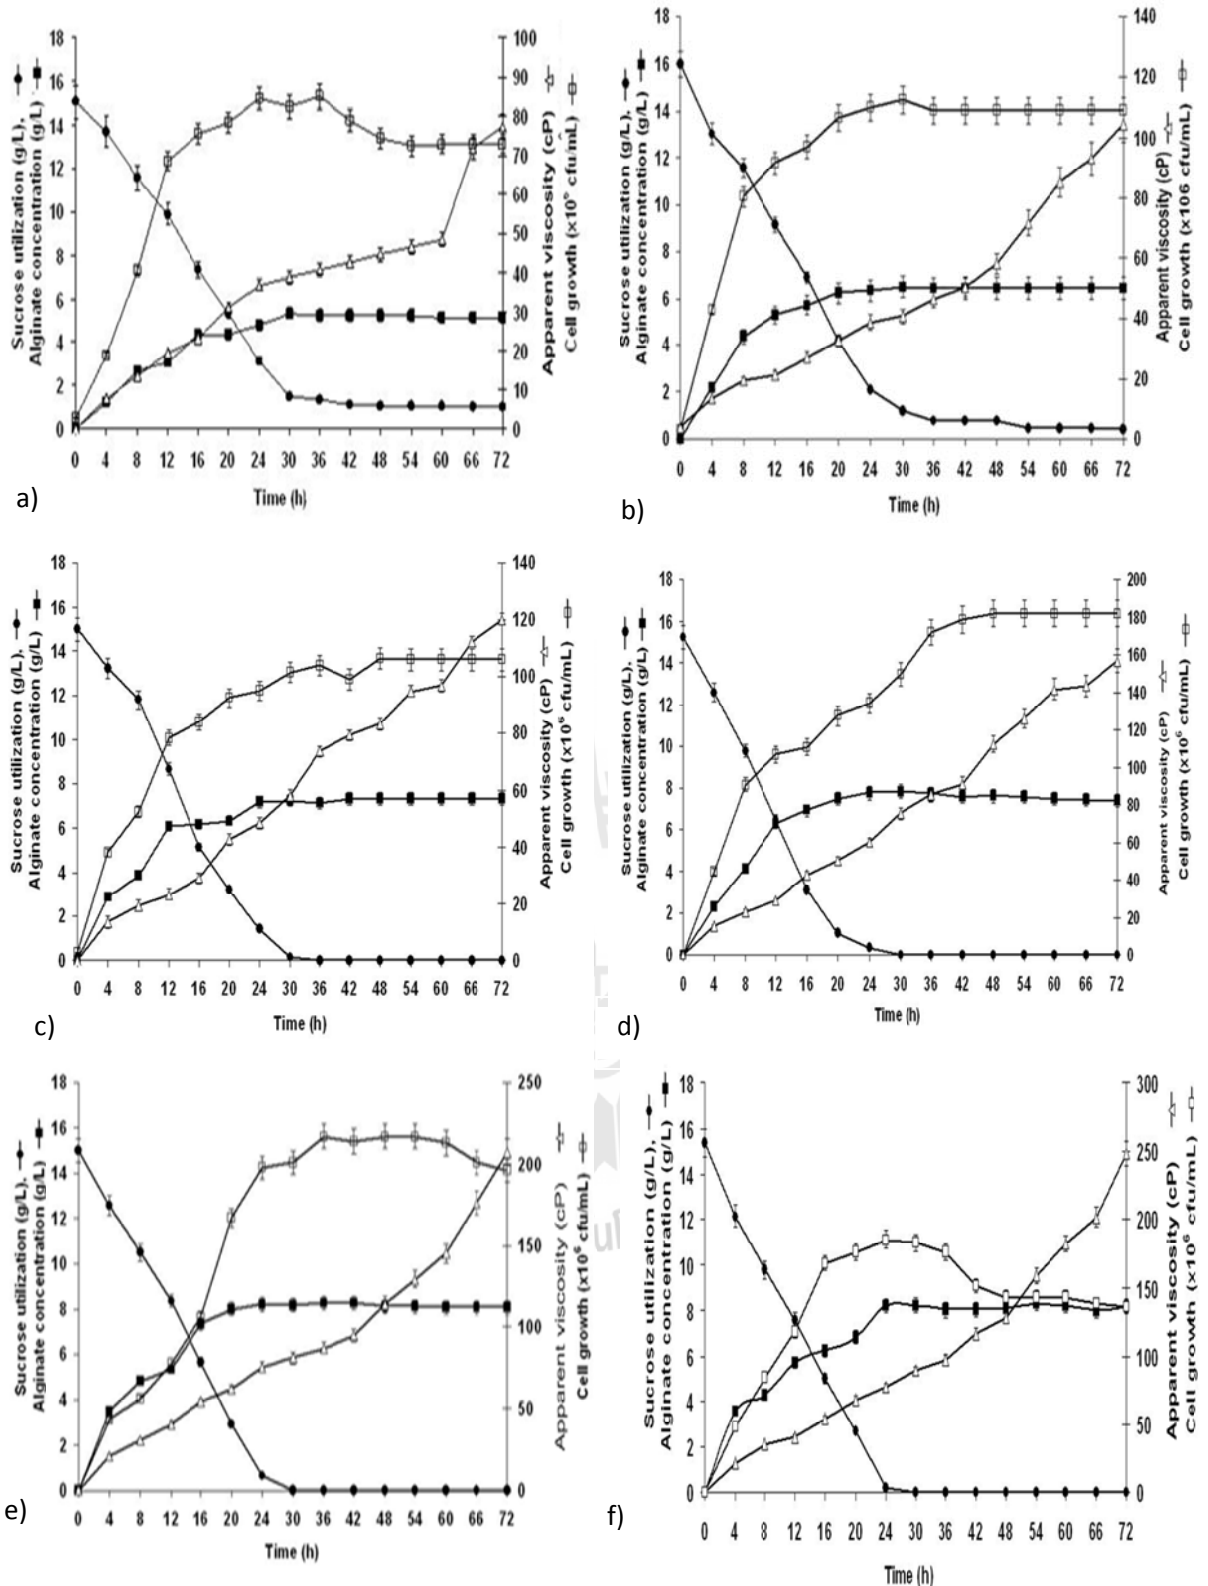 Sucrose utilization (g/L),
Alginate concentration (g/L)
18
16
14
12
10
8
6
4
2
0
100
90
80
70
60
50
40
30
20
10
0
Apparent viscosity (cP)
Cell growth (x10⁶ cfu/mL)
0 4 8 12 16 20 24 30 36 42 48 54 60 66 72
Time (h)
a)
Sucrose utilization (g/L),
Alginate concentration (g/L)
18
16
14
12
10
8
6
4
2
0
140
120
100
80
60
40
20
0
Apparent viscosity (cP)
Cell growth (x106 cfu/mL)
0 4 8 12 16 20 24 30 36 42 48 54 60 66 72
Time (h)
b)
Sucrose utilization (g/L),
Alginate concentration (g/L)
18
16
14
12
10
8
6
4
2
0
140
120
100
80
60
40
20
0
Apparent viscosity (cP)
Cell growth (x10⁶ cfu/mL)
0 4 8 12 16 20 24 30 36 42 48 54 60 66 72
Time (h)
c)
Sucrose utilization (g/L),
Alginate concentration (g/L)
18
16
14
12
10
8
6
4
2
0
200
180
160
140
120
100
80
60
40
20
0
Apparent viscosity (cP)
Cell growth (x10⁶ cfu/mL)
0 4 8 12 16 20 24 30 36 42 48 54 60 66 72
Time (h)
d)
Sucrose utilization (g/L),
Alginate concentration (g/L)
18
16
14
12
10
8
6
4
2
0
250
200
150
100
50
0
Apparent viscosity (cP)
Cell growth (x10⁶ cfu/mL)
0 4 8 12 16 20 24 30 36 42 48 54 60 66 72
Time (h)
e)
Sucrose utilization (g/L),
Alginate concentration (g/L)
18
16
14
12
10
8
6
4
2
0
300
250
200
150
100
50
0
Apparent viscosity (cP)
Cell growth (x10⁶ cfu/mL)
0 4 8 12 16 20 24 30 36 42 48 54 60 66 72
Time (h)
f)